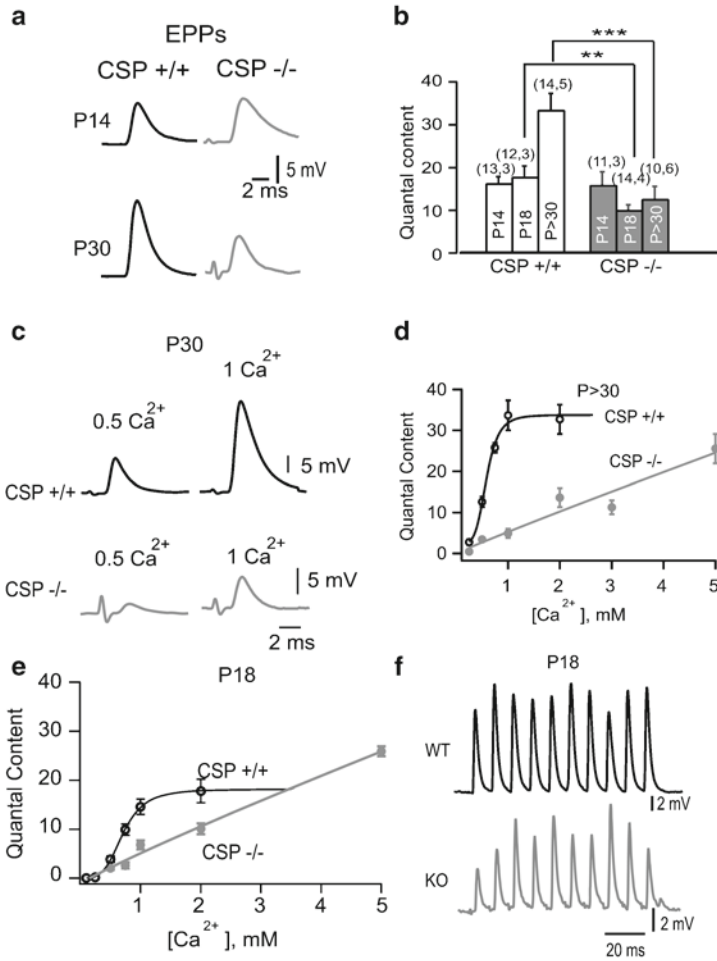 a
EPPs
CSP +/+ CSP -/-
P14
5 mV
2 ms
P30
b
***
**
Quantal content
40
30
20
10
0
(13,3)
(12,3)
(14,5)
(11,3)
(14,4)
(10,6)
P14
P18
P>30
P14
P18
P>30
CSP +/+ CSP -/-
c
P30
0.5 Ca2+
1 Ca2+
5 mV
CSP +/+
0.5 Ca2+
1 Ca2+
5 mV
CSP -/-
2 ms
d
P>30
CSP +/+
CSP -/-
Quantal Content
40
30
20
10
0
1 2 3 4 5
[Ca2+], mM
e
P18
CSP +/+
CSP -/-
Quantal Content
40
30
20
10
0
1 2 3 4 5
[Ca2+], mM
f
P18
WT
2 mV
KO
2 mV
20 ms